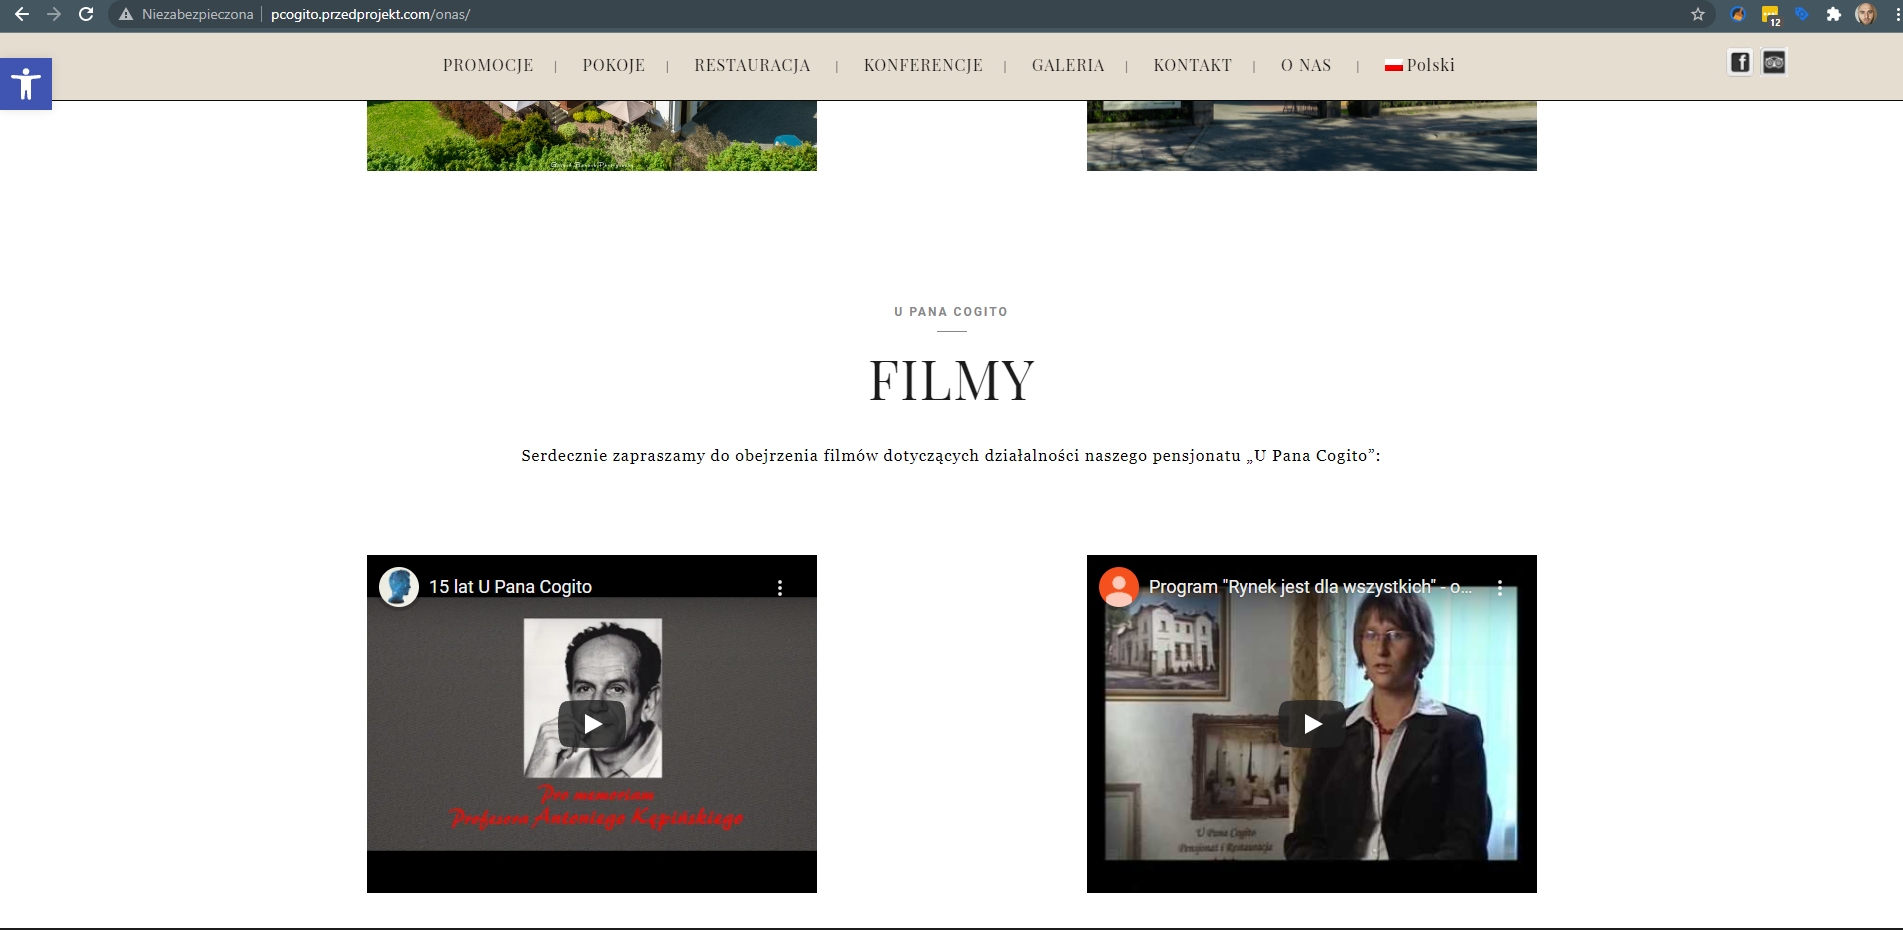 Niezabezpieczona pcogito.przedprojekt.com/onas/
12
PROMOCJE | POKOJE | RESTAURACJA | KONFERENCJE | GALERIA | KONTAKT | O NAS | Polski
f
U PANA COGITO
FILMY
Serdecznie zapraszamy do obejrzenia filmów dotyczących działalności naszego pensjonatu „U Pana Cogito”:
15 lat U Pana Cogito
Pro memoriam
Profesora Antoniego Kępińskiego
Program "Rynek jest dla wszystkich" - o...
U Pana Cogito
Pensjonat i Restauracja